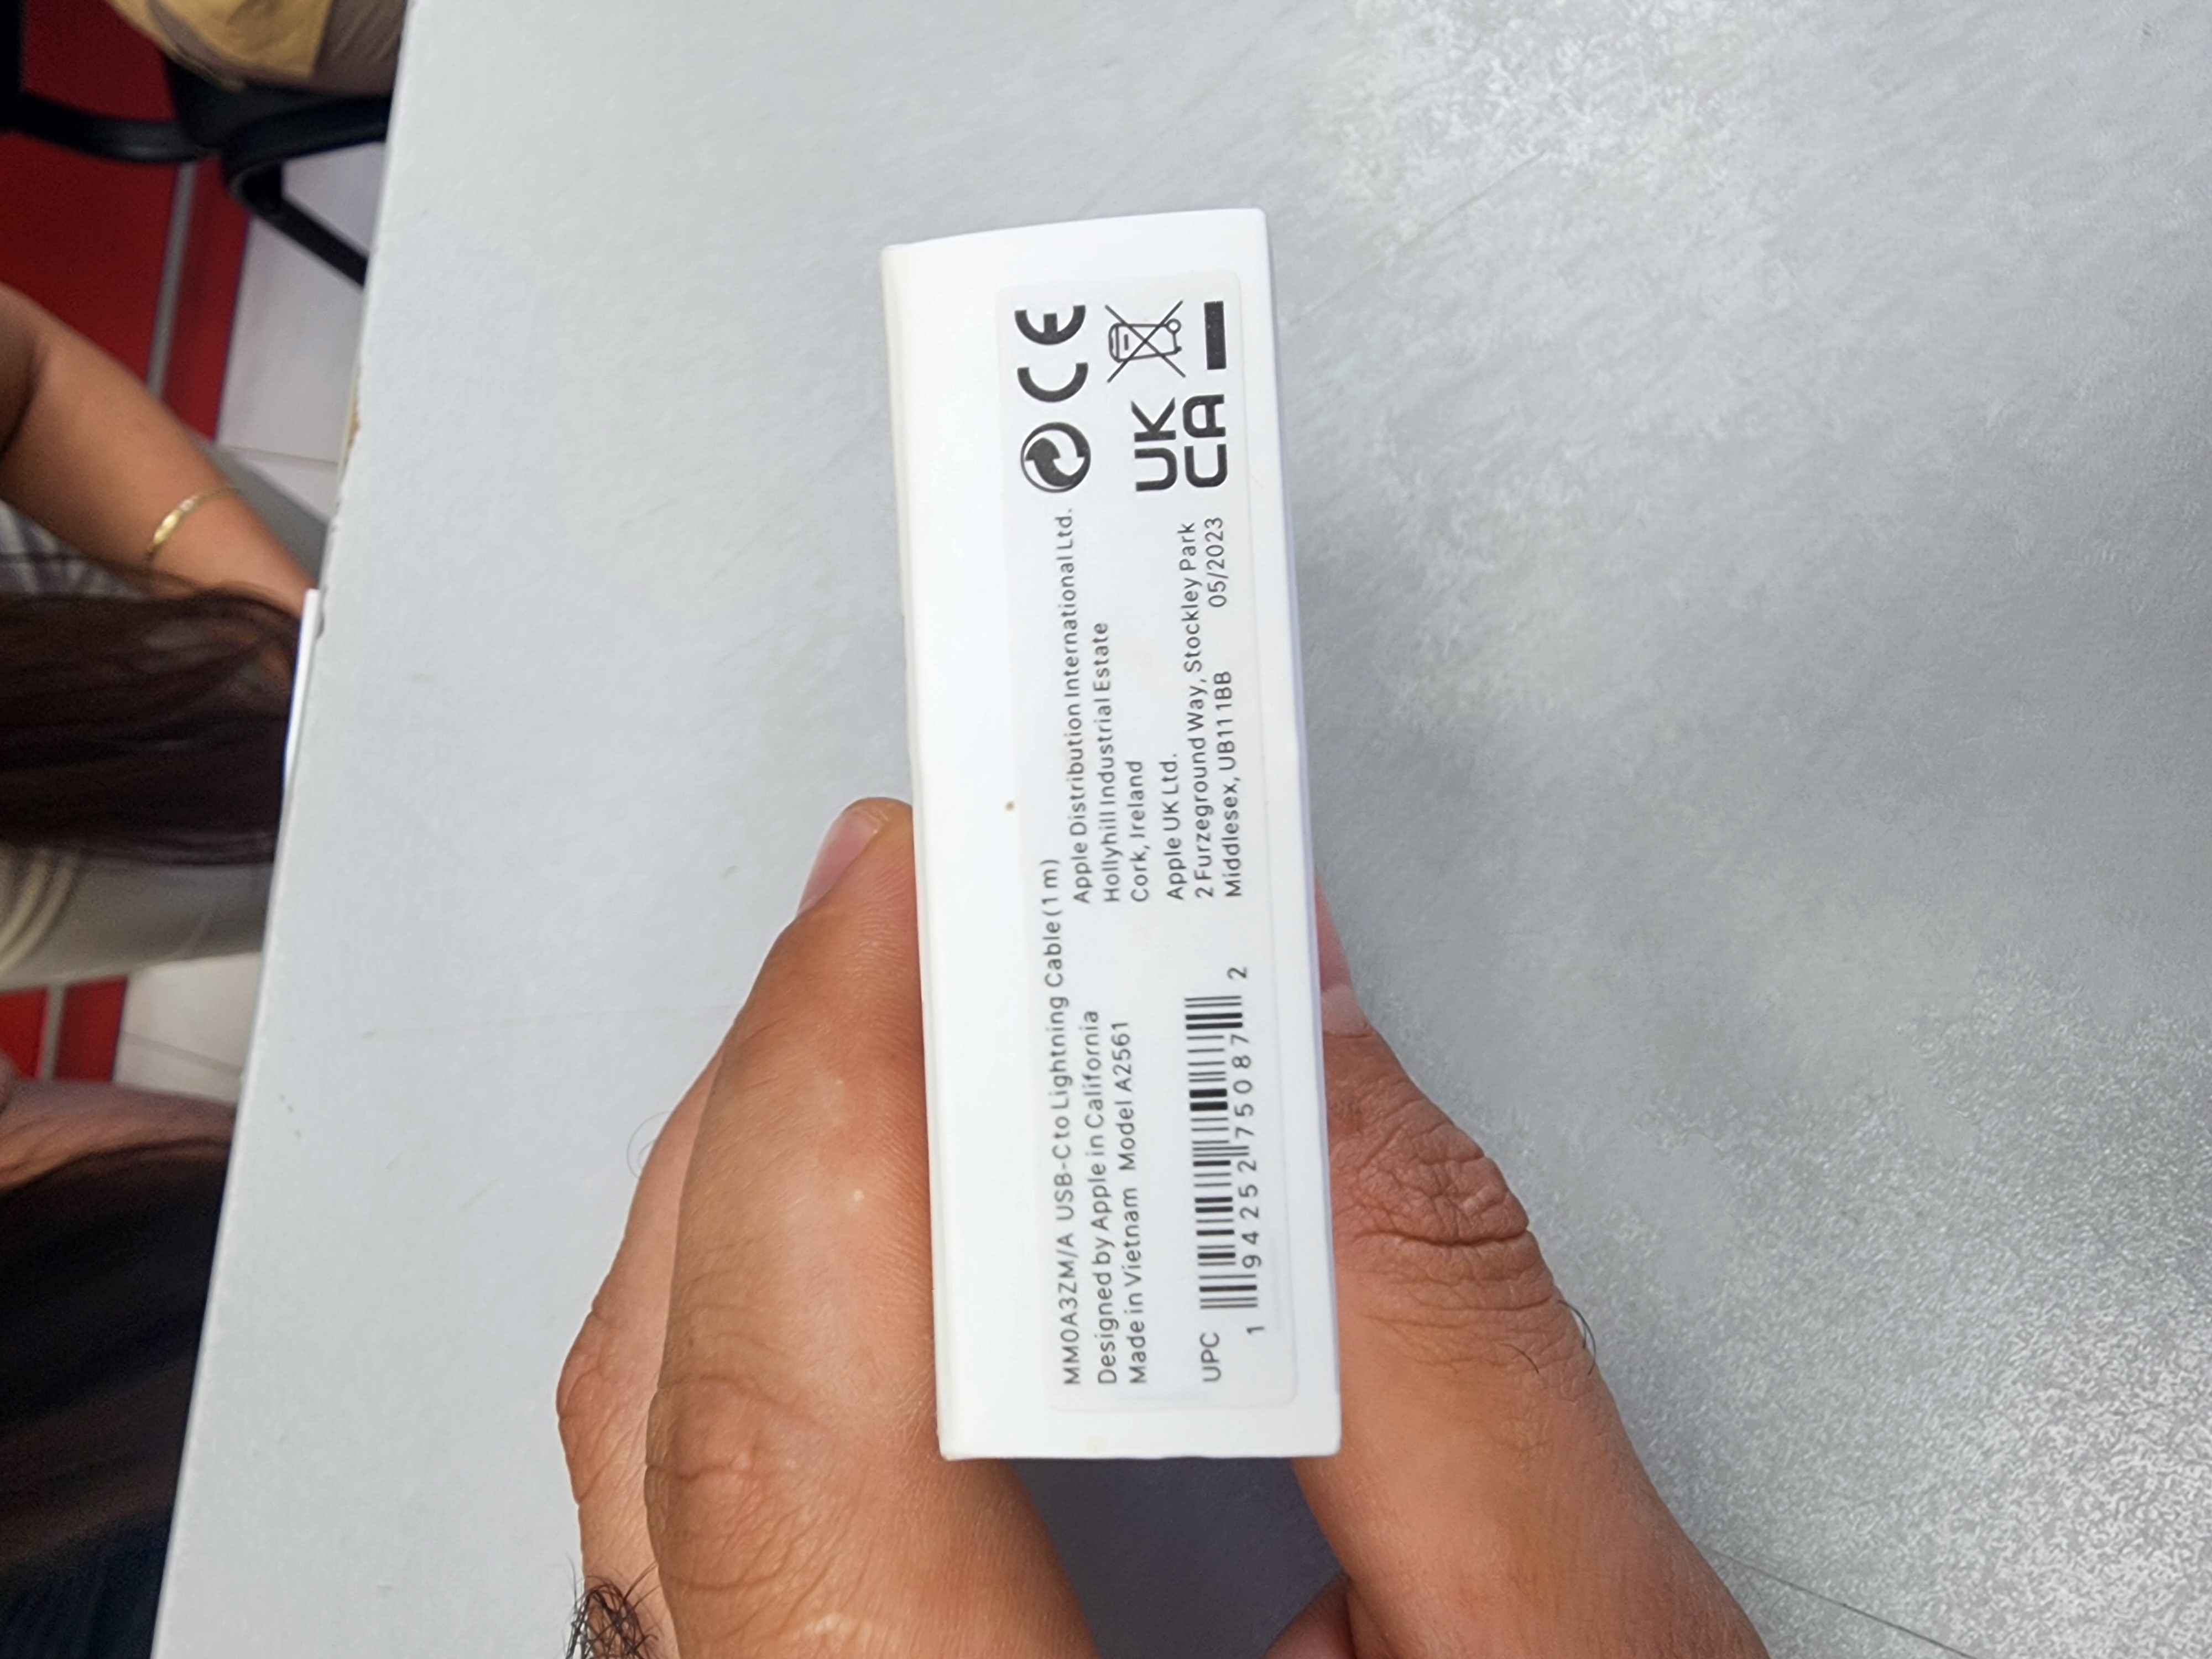 MM0A3ZM/A USB-C to Lightning Cable (1 m)
Designed by Apple in California
Made in Vietnam Model A2561
UPC
1 94252 75087 2
Apple Distribution International Ltd.
Hollyhill Industrial Estate
Cork, Ireland
Apple UK Ltd.
2 Furzeground Way, Stockley Park
Middlesex, UB11 1BB 05/2023
CE
UK
CA